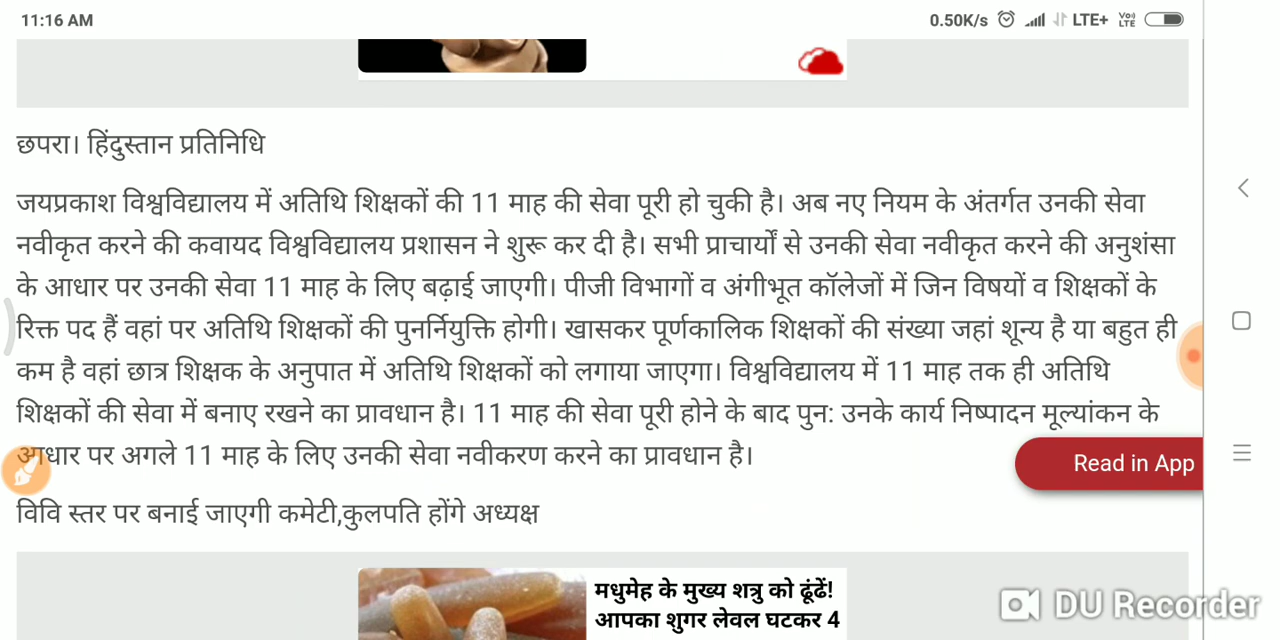 11:16 AM
0.50K/s LTE+ Vo)) LTE
छपरा। हिंदुस्तान प्रतिनिधि
जयप्रकाश विश्वविद्यालय में अतिथि शिक्षकों की 11 माह की सेवा पूरी हो चुकी है। अब नए नियम के अंतर्गत उनकी सेवा
नवीकृत करने की कवायद विश्वविद्यालय प्रशासन ने शुरू कर दी है। सभी प्राचार्यों से उनकी सेवा नवीकृत करने की अनुशंसा
के आधार पर उनकी सेवा 11 माह के लिए बढ़ाई जाएगी। पीजी विभागों व अंगीभूत कॉलेजों में जिन विषयों व शिक्षकों के
रिक्त पद हैं वहां पर अतिथि शिक्षकों की पुनर्नियुक्ति होगी। खासकर पूर्णकालिक शिक्षकों की संख्या जहां शून्य है या बहुत ही
कम है वहां छात्र शिक्षक के अनुपात में अतिथि शिक्षकों को लगाया जाएगा। विश्वविद्यालय में 11 माह तक ही अतिथि
शिक्षकों की सेवा में बनाए रखने का प्रावधान है। 11 माह की सेवा पूरी होने के बाद पुन: उनके कार्य निष्पादन मूल्यांकन के
आधार पर अगले 11 माह के लिए उनकी सेवा नवीकरण करने का प्रावधान है।
Read in App
विवि स्तर पर बनाई जाएगी कमेटी,कुलपति होंगे अध्यक्ष
मधुमेह के मुख्य शत्रु को ढूंढें!
आपका शुगर लेवल घटकर 4
DU Recorder